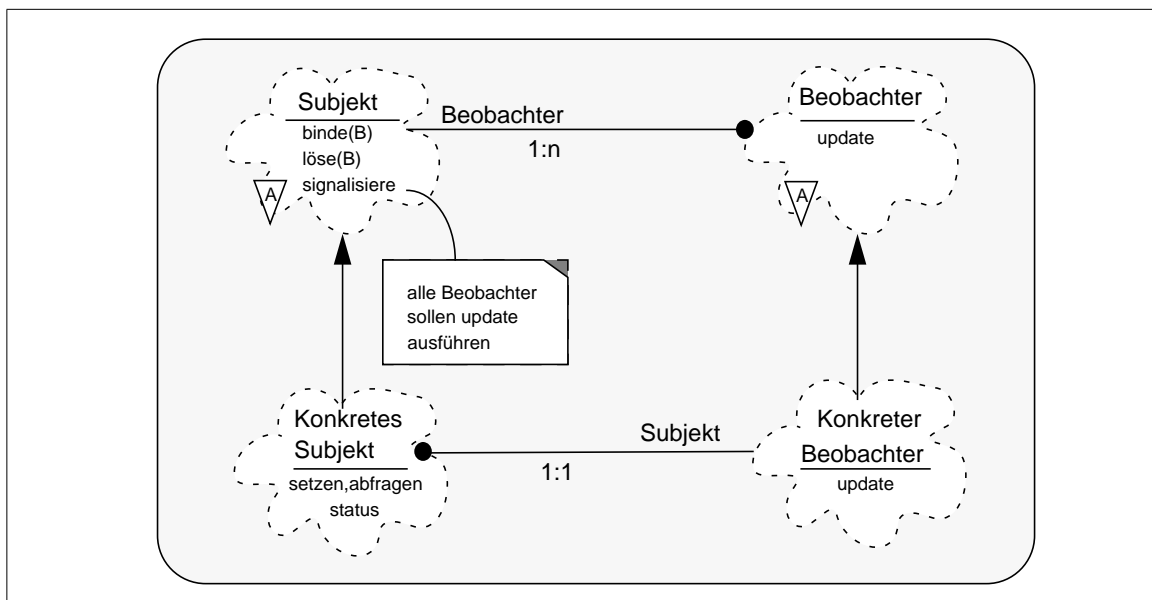 Subjekt
binde(B)
löse(B)
signalisiere
A
Beobachter
1:n
Beobachter
update
A
alle Beobachter
sollen update
ausführen
Konkretes
Subjekt
setzen,abfragen
status
Subjekt
1:1
Konkreter
Beobachter
update